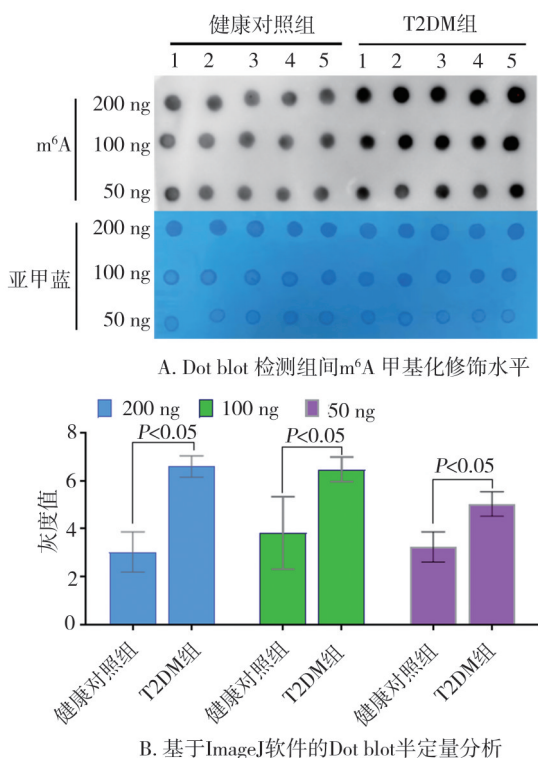 健康对照组 T2DM组
1 2 3 4 5 1 2 3 4 5
200 ng
m⁶A 100 ng
50 ng
200 ng
亚甲蓝 100 ng
50 ng
A. Dot blot 检测组间m⁶A 甲基化修饰水平
200 ng 100 ng 50 ng
P<0.05 P<0.05 P<0.05
灰度值
8
6
4
2
0
健康对照组 T2DM组 健康对照组 T2DM组 健康对照组 T2DM组
B. 基于ImageJ软件的Dot blot半定量分析